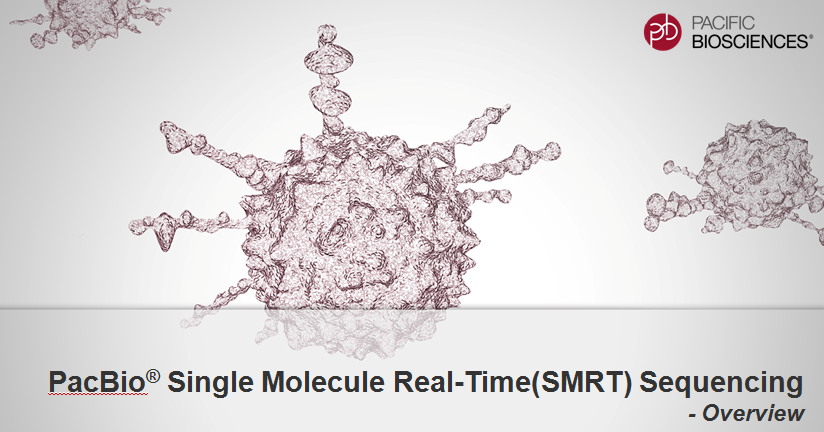 PACIFIC
BIOSCIENCES®
PacBio® Single Molecule Real-Time(SMRT) Sequencing
- Overview